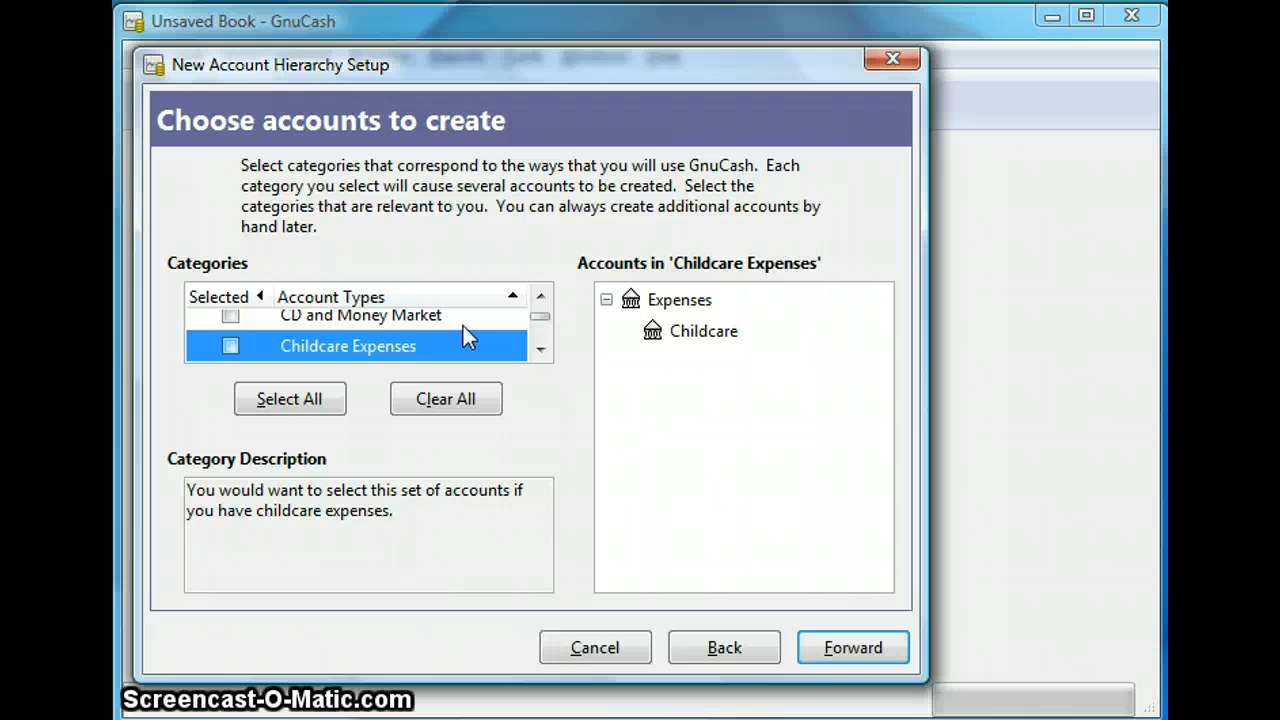 Unsaved Book - GnuCash
New Account Hierarchy Setup
Choose accounts to create
Select categories that correspond to the ways that you will use GnuCash. Each
category you select will cause several accounts to be created. Select the
categories that are relevant to you. You can always create additional accounts by
hand later.
Categories
Selected Account Types
CD and Money Market
Childcare Expenses
Select All Clear All
Category Description
You would want to select this set of accounts if
you have childcare expenses.
Accounts in 'Childcare Expenses'
Expenses
Childcare
Cancel Back Forward
Screencast-O-Matic.com